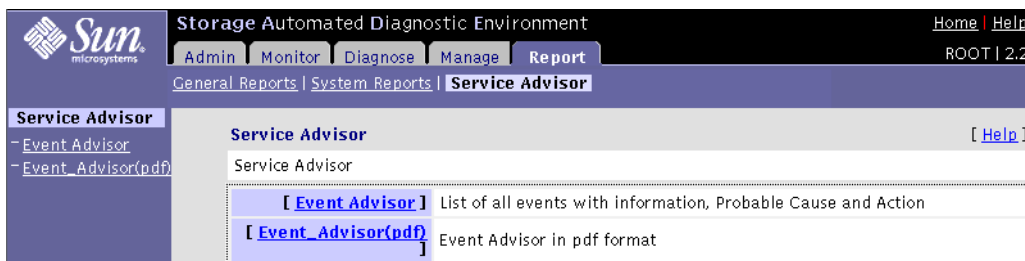 Sun
microsystems
Storage Automated Diagnostic Environment
Home | Help
Admin Monitor Diagnose Manage Report
ROOT | 2.2
General Reports | System Reports | Service Advisor
Service Advisor
- Event Advisor
- Event_Advisor(pdf)
Service Advisor
[ Help ]
Service Advisor
[ Event Advisor ] List of all events with information, Probable Cause and Action
[ Event_Advisor(pdf)
] Event Advisor in pdf format